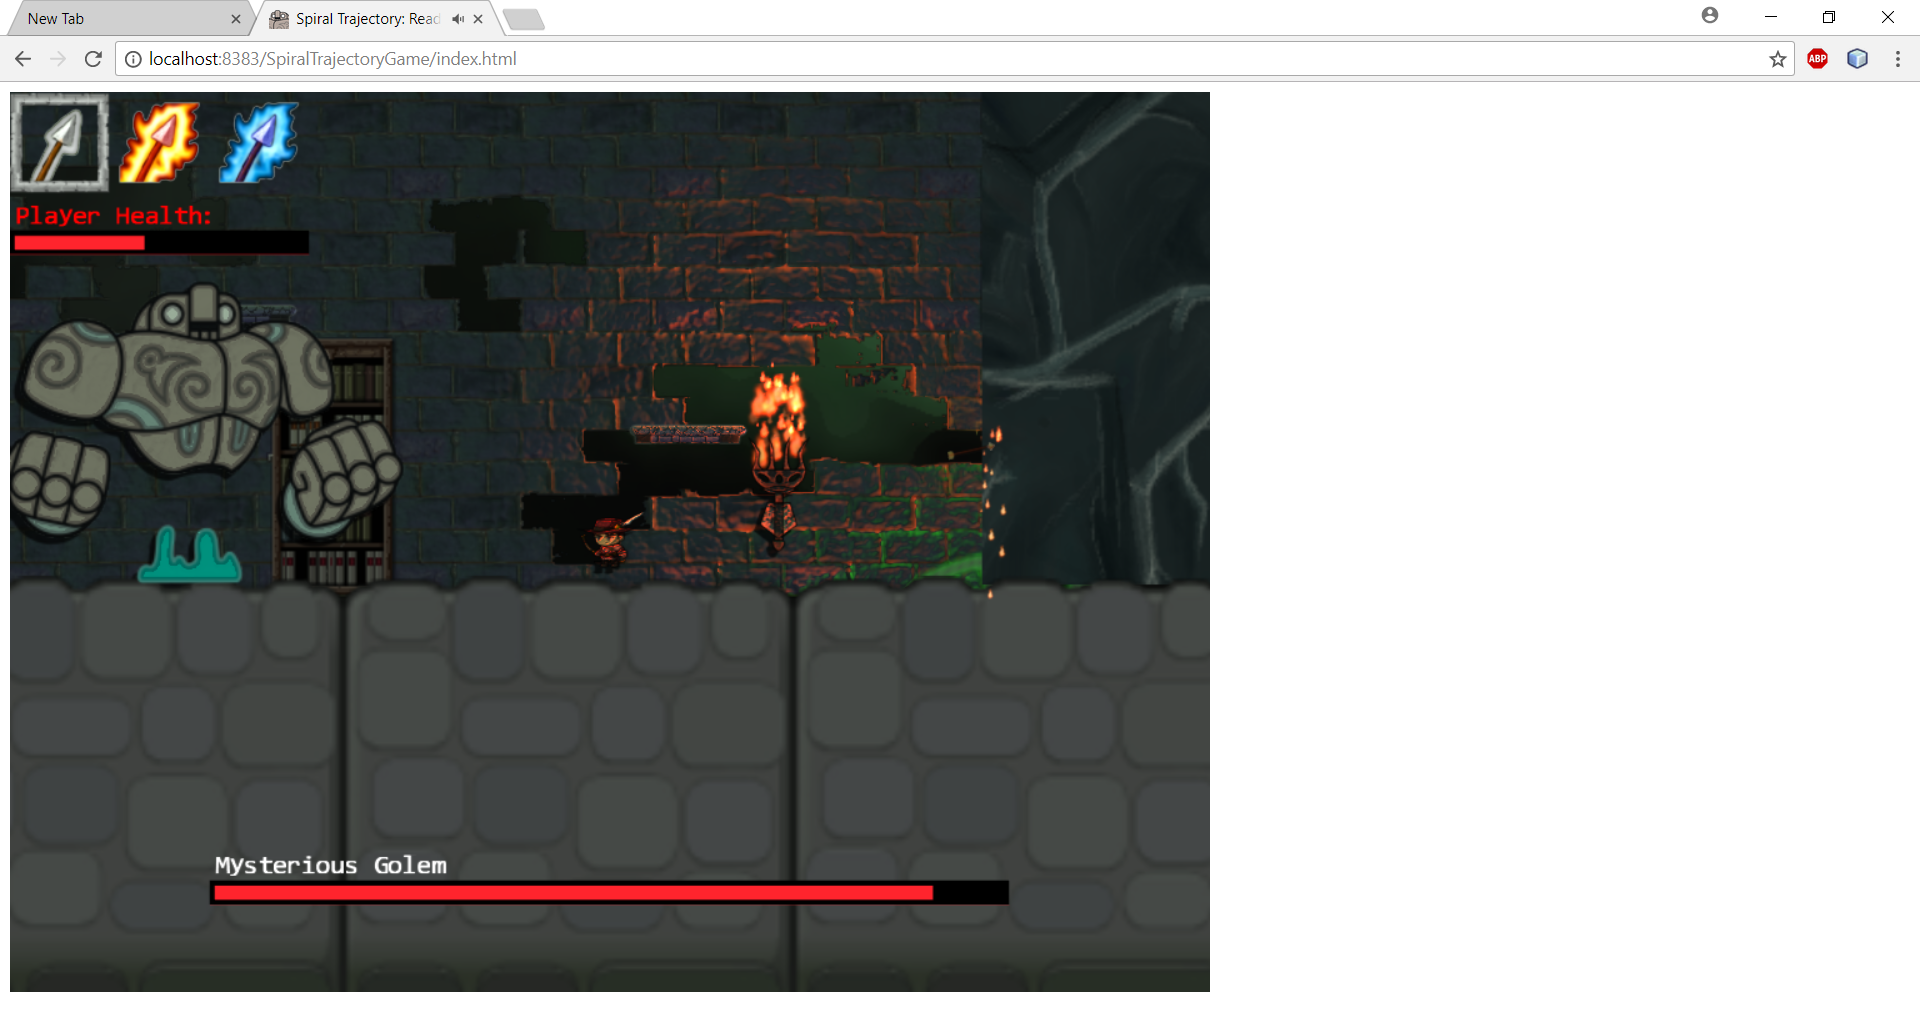 New Tab
Spiral Trajectory: Read
localhost:8383/SpiralTrajectoryGame/index.html
ABP
Player Health:
Mysterious Golem